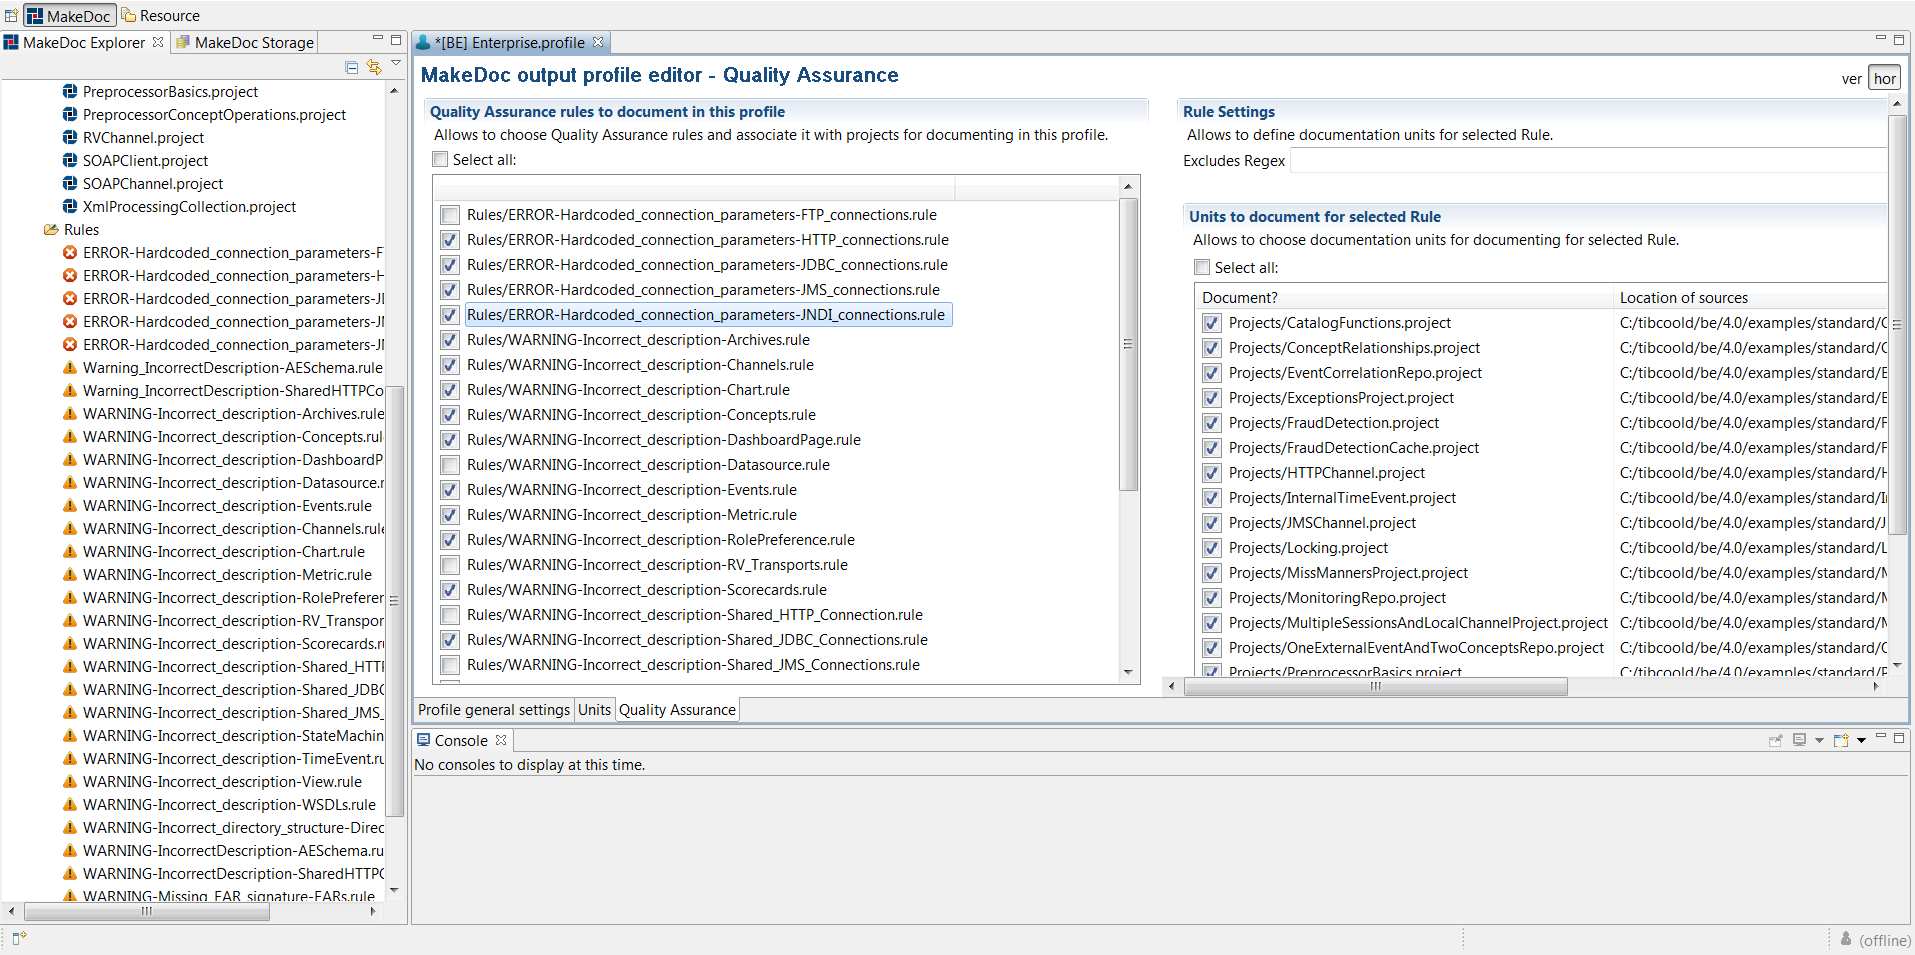 MakeDoc Resource
MakeDoc Explorer MakeDoc Storage
PreprocessorBasics.project
PreprocessorConceptOperations.project
RVChannel.project
SOAPClient.project
SOAPChannel.project
XmlProcessingCollection.project
Rules
ERROR-Hardcoded_connection_parameters-F
ERROR-Hardcoded_connection_parameters-H
ERROR-Hardcoded_connection_parameters-JI
ERROR-Hardcoded_connection_parameters-JM
ERROR-Hardcoded_connection_parameters-JN
Warning_IncorrectDescription-AESchema.rule
Warning_IncorrectDescription-SharedHTTPCo
WARNING-Incorrect_description-Archives.rule
WARNING-Incorrect_description-Concepts.rul
WARNING-Incorrect_description-DashboardP
WARNING-Incorrect_description-Datasource.r
WARNING-Incorrect_description-Events.rule
WARNING-Incorrect_description-Channels.rule
WARNING-Incorrect_description-Chart.rule
WARNING-Incorrect_description-Metric.rule
WARNING-Incorrect_description-RolePreferer
WARNING-Incorrect_description-RV_Transpor
WARNING-Incorrect_description-Scorecards.ru
WARNING-Incorrect_description-Shared_HTT
WARNING-Incorrect_description-Shared_JDBC
WARNING-Incorrect_description-Shared_JMS_
WARNING-Incorrect_description-StateMachin
WARNING-Incorrect_description-TimeEvent.ru
WARNING-Incorrect_description-View.rule
WARNING-Incorrect_description-WSDLs.rule
WARNING-Incorrect_directory_structure-Direc
WARNING-IncorrectDescription-AESchema.ru
WARNING-IncorrectDescription-SharedHTTPC
WARNING-Missing_EAR_signature-EARs.rule
*[BE] Enterprise.profile
MakeDoc output profile editor - Quality Assurance
ver hor
Quality Assurance rules to document in this profile
Allows to choose Quality Assurance rules and associate it with projects for documenting in this profile.
Select all:
Rules/ERROR-Hardcoded_connection_parameters-FTP_connections.rule
Rules/ERROR-Hardcoded_connection_parameters-HTTP_connections.rule
Rules/ERROR-Hardcoded_connection_parameters-JDBC_connections.rule
Rules/ERROR-Hardcoded_connection_parameters-JMS_connections.rule
Rules/ERROR-Hardcoded_connection_parameters-JNDI_connections.rule
Rules/WARNING-Incorrect_description-Archives.rule
Rules/WARNING-Incorrect_description-Channels.rule
Rules/WARNING-Incorrect_description-Chart.rule
Rules/WARNING-Incorrect_description-Concepts.rule
Rules/WARNING-Incorrect_description-DashboardPage.rule
Rules/WARNING-Incorrect_description-Datasource.rule
Rules/WARNING-Incorrect_description-Events.rule
Rules/WARNING-Incorrect_description-Metric.rule
Rules/WARNING-Incorrect_description-RolePreference.rule
Rules/WARNING-Incorrect_description-RV_Transports.rule
Rules/WARNING-Incorrect_description-Scorecards.rule
Rules/WARNING-Incorrect_description-Shared_HTTP_Connection.rule
Rules/WARNING-Incorrect_description-Shared_JDBC_Connections.rule
Rules/WARNING-Incorrect_description-Shared_JMS_Connections.rule
Rule Settings
Allows to define documentation units for selected Rule.
Excludes Regex
Units to document for selected Rule
Allows to choose documentation units for documenting for selected Rule.
Select all:
Document? Location of sources
Projects/CatalogFunctions.project C:/tibcoold/be/4.0/examples/standard/C
Projects/ConceptRelationships.project C:/tibcoold/be/4.0/examples/standard/C
Projects/EventCorrelationRepo.project C:/tibcoold/be/4.0/examples/standard/E
Projects/ExceptionsProject.project C:/tibcoold/be/4.0/examples/standard/E
Projects/FraudDetection.project C:/tibcoold/be/4.0/examples/standard/F
Projects/FraudDetectionCache.project C:/tibcoold/be/4.0/examples/standard/F
Projects/HTTPChannel.project C:/tibcoold/be/4.0/examples/standard/H
Projects/InternalTimeEvent.project C:/tibcoold/be/4.0/examples/standard/I
Projects/JMSChannel.project C:/tibcoold/be/4.0/examples/standard/J
Projects/Locking.project C:/tibcoold/be/4.0/examples/standard/L
Projects/MissMannersProject.project C:/tibcoold/be/4.0/examples/standard/M
Projects/MonitoringRepo.project C:/tibcoold/be/4.0/examples/standard/M
Projects/MultipleSessionsAndLocalChannelProject.project C:/tibcoold/be/4.0/examples/standard/M
Projects/OneExternalEventAndTwoConceptsRepo.project C:/tibcoold/be/4.0/examples/standard/C
Projects/PreprocessorBasics.project C:/tibcoold/be/4.0/examples/standard/P
Profile general settings Units Quality Assurance
Console
No consoles to display at this time.
(offline)